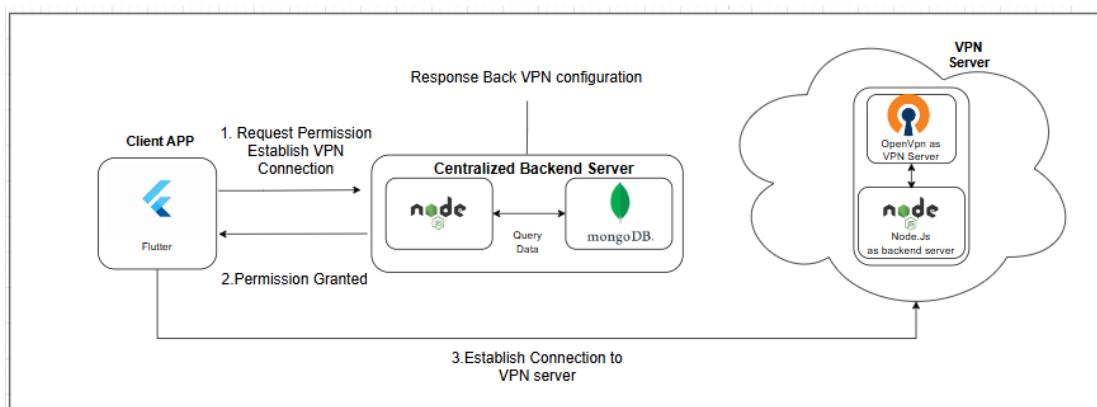 Response Back VPN configuration
VPN
Server
OpenVpn as
VPN Server
Client APP
1. Request Permission
Establish VPN
Connection
Centralized Backend Server
node
JS
Query
Data
mongoDB.
Flutter
node
JS
Node.Js
as backend server
2.Permission Granted
3.Establish Connection to
VPN server